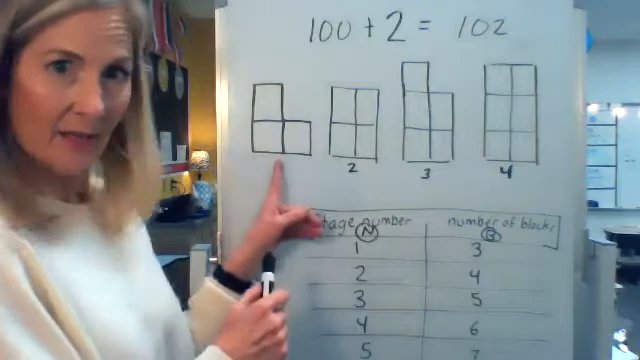 100 + 2 = 102
2 3 4
stage number number of blocks
N B
1 3
2 4
3 5
4 6
5 7